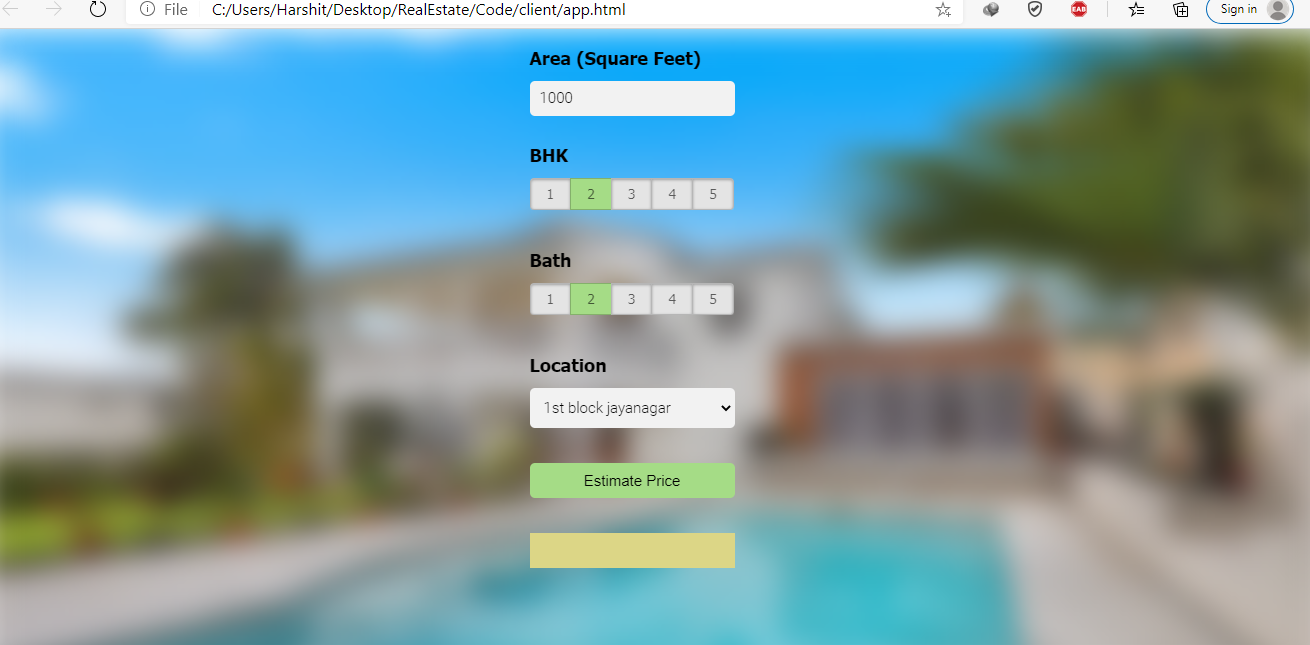 File C:/Users/Harshit/Desktop/RealEstate/Code/client/app.html EAB Sign in
Area (Square Feet)
1000
BHK
1 2 3 4 5
Bath
1 2 3 4 5
Location
1st block jayanagar
Estimate Price